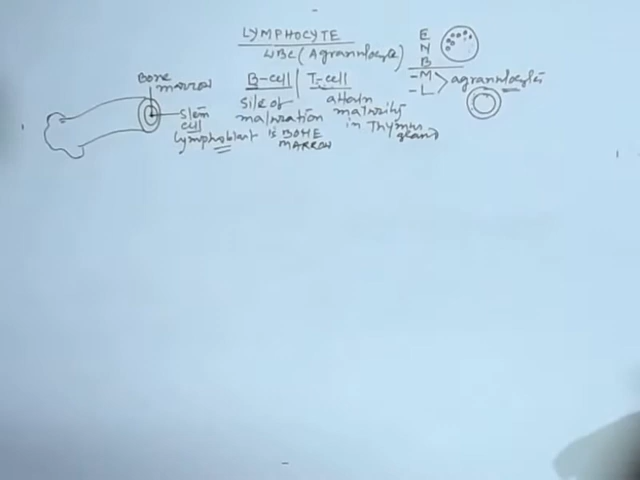 LYMPHOCYTE
WBC (Agranulocyte)
B-cell | T-cell
site of
maturation
is BONE
MARROW
attain
maturity
in Thymus
gland
E
N
B
-M
-L
agranulocytes
Bone
marrow
stem
cell
lymphoblast